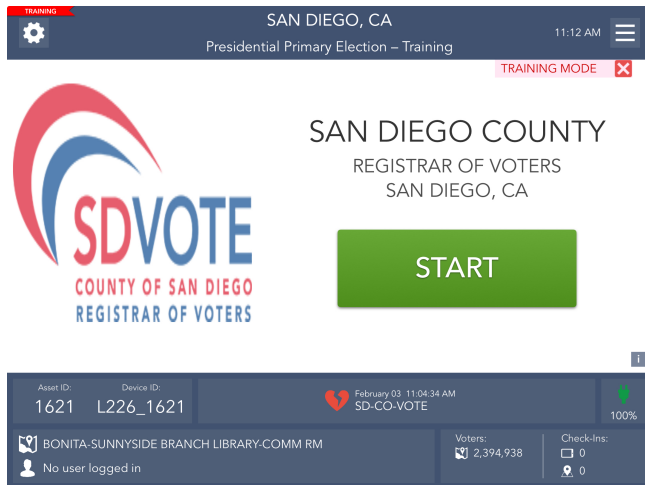 TRAINING
SAN DIEGO, CA
Presidential Primary Election – Training
11:12 AM
TRAINING MODE
SDVOTE
COUNTY OF SAN DIEGO
REGISTRAR OF VOTERS
SAN DIEGO COUNTY
REGISTRAR OF VOTERS
SAN DIEGO, CA
START
i
Asset ID:
1621
Device ID:
L226_1621
February 03 11:04:34 AM
SD-CO-VOTE
100%
BONITA-SUNNYSIDE BRANCH LIBRARY-COMM RM
No user logged in
Voters:
2,394,938
Check-Ins:
0
0